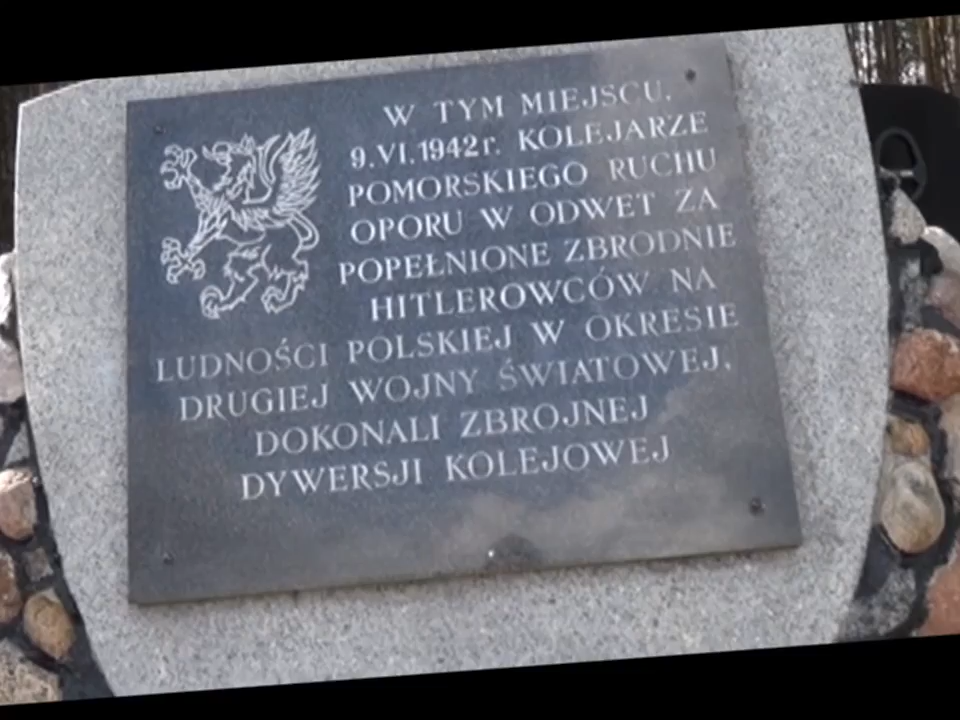 W TYM MIEJSCU,
9.VI.1942r. KOLEJARZE
POMORSKIEGO RUCHU
OPORU W ODWET ZA
POPEŁNIONE ZBRODNIE
HITLEROWCÓW NA
LUDNOŚCI POLSKIEJ W OKRESIE
DRUGIEJ WOJNY ŚWIATOWEJ,
DOKONALI ZBROJNEJ
DYWERSJI KOLEJOWEJ